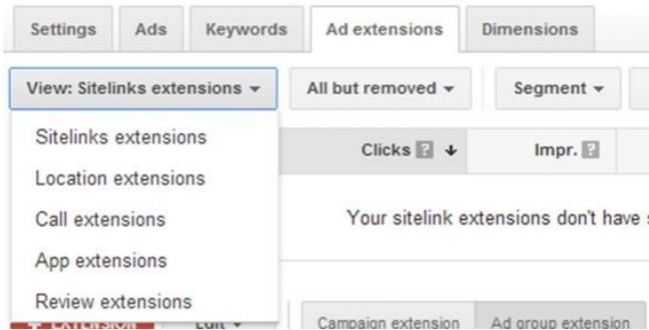 Settings Ads Keywords Ad extensions Dimensions
View: Sitelinks extensions All but removed Segment
Sitelinks extensions
Clicks ? Impr. ?
Location extensions
Call extensions
Your sitelink extensions don't have
App extensions
Review extensions
+ EXTENSION Edit Campaign extension Ad group extension